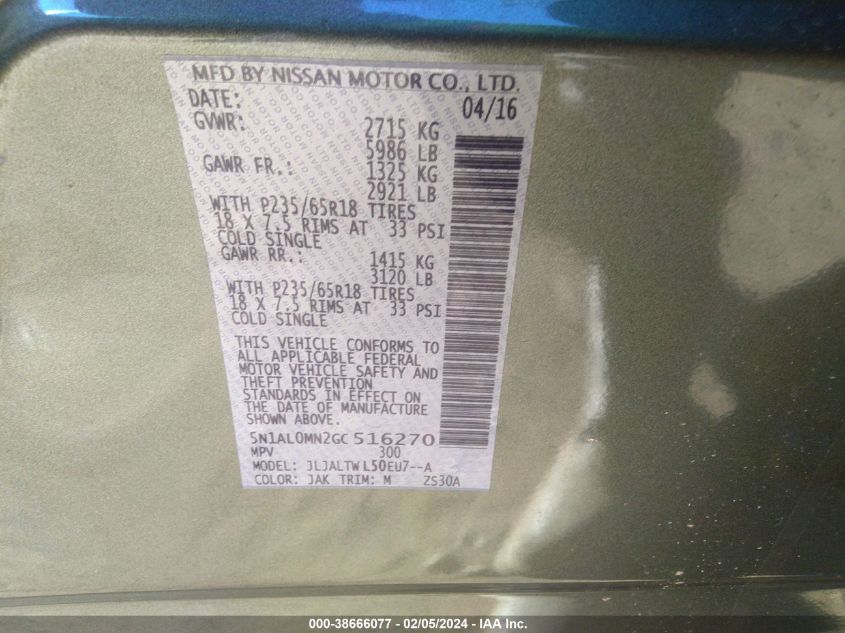 MFD BY NISSAN MOTOR CO., LTD.
DATE: 04/16
GVWR: 2715 KG
5986 LB
GAWR FR.: 1325 KG
2921 LB
WITH P235/65R18 TIRES
18 X 7.5 RIMS AT 33 PSI
COLD SINGLE
GAWR RR.: 1415 KG
3120 LB
WITH P235/65R18 TIRES
18 X 7.5 RIMS AT 33 PSI
COLD SINGLE
THIS VEHICLE CONFORMS TO
ALL APPLICABLE FEDERAL
MOTOR VEHICLE SAFETY AND
THEFT PREVENTION
STANDARDS IN EFFECT ON
THE DATE OF MANUFACTURE
SHOWN ABOVE.
5N1AL0MN2GC516270
MPV 300
MODEL: JLJALTWL50EU7--A
COLOR: JAK TRIM: M ZS30A
000-38666077 — 02/05/2024 — IAA Inc.